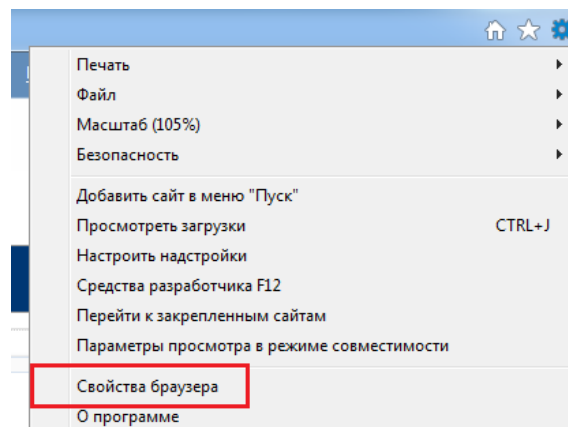 Печать
Файл
Масштаб (105%)
Безопасность
Добавить сайт в меню "Пуск"
Просмотреть загрузки CTRL+J
Настроить надстройки
Средства разработчика F12
Перейти к закрепленным сайтам
Параметры просмотра в режиме совместимости
Свойства браузера
О программе